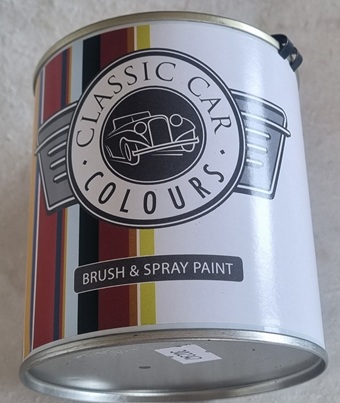 CLASSIC CAR
· COLOURS ·
BRUSH & SPRAY PAINT